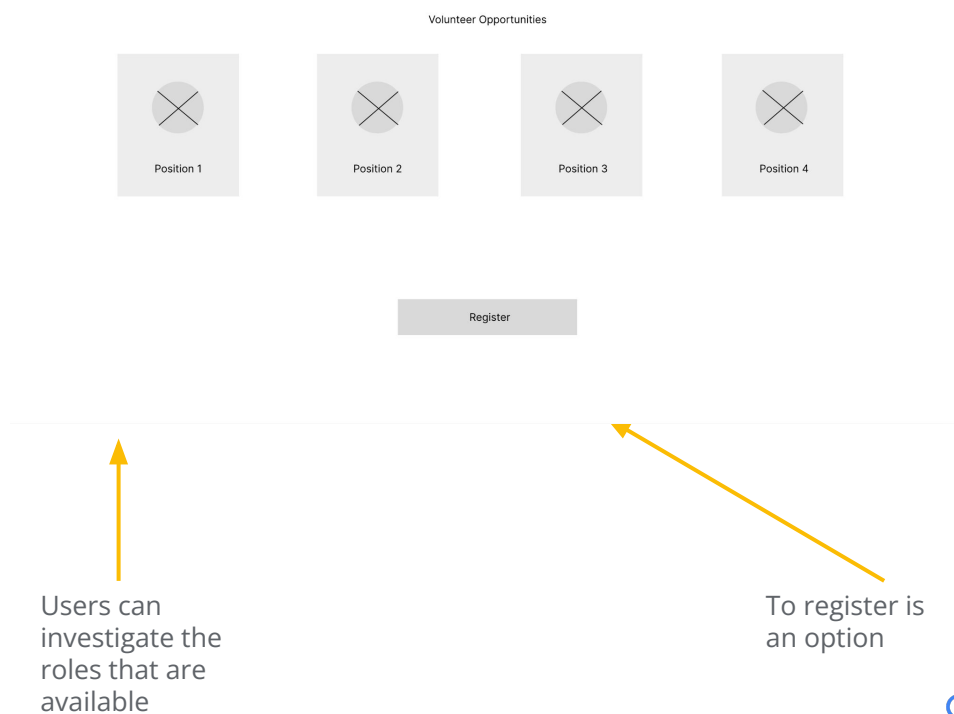 Volunteer Opportunities
Position 1
Position 2
Position 3
Position 4
Register
Users can
investigate the
roles that are
available
To register is
an option